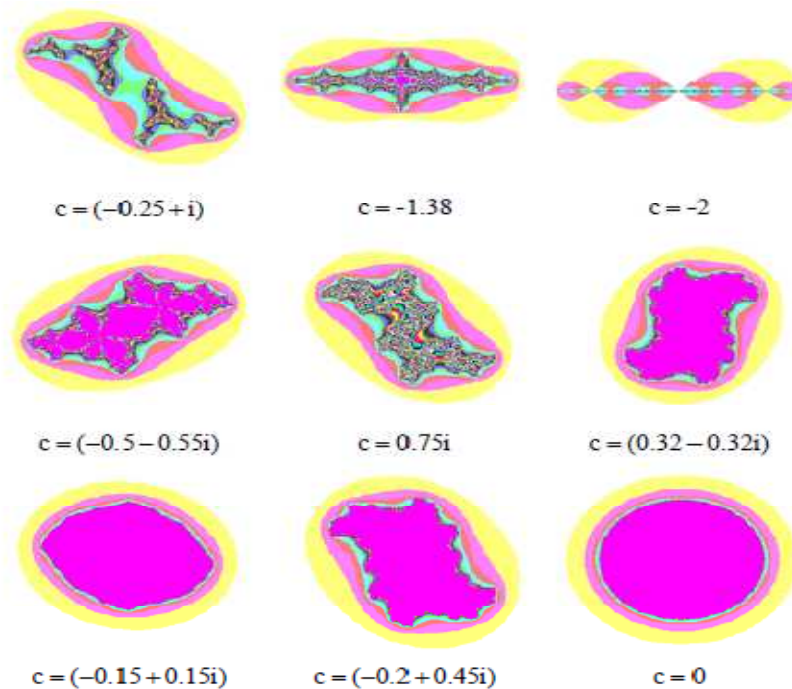 c = (−0.25 + i) c = -1.38 c = -2
c = (−0.5 − 0.55i) c = 0.75i c = (0.32 − 0.32i)
c = (−0.15 + 0.15i) c = (−0.2 + 0.45i) c = 0